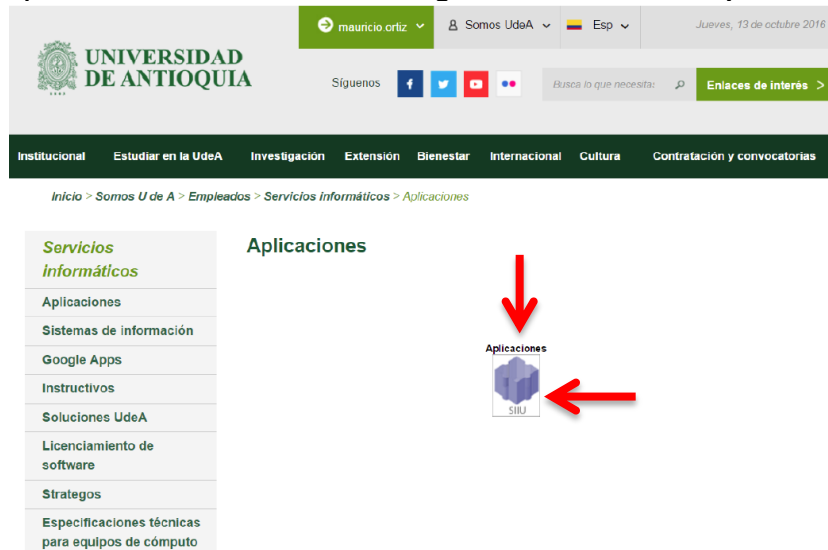 mauricio.ortiz
Somos UdeA
Esp
Jueves, 13 de octubre 2016
UNIVERSIDAD
DE ANTIOQUIA
Síguenos
Busca lo que necesitas
Enlaces de interés >
Institucional
Estudiar en la UdeA
Investigación
Extensión
Bienestar
Internacional
Cultura
Contratación y convocatorias
Inicio > Somos U de A > Empleados > Servicios informáticos > Aplicaciones
Servicios
informáticos
Aplicaciones
Sistemas de información
Google Apps
Instructivos
Soluciones UdeA
Licenciamiento de
software
Strategos
Especificaciones técnicas
para equipos de cómputo
Aplicaciones
Aplicaciones
SIIU